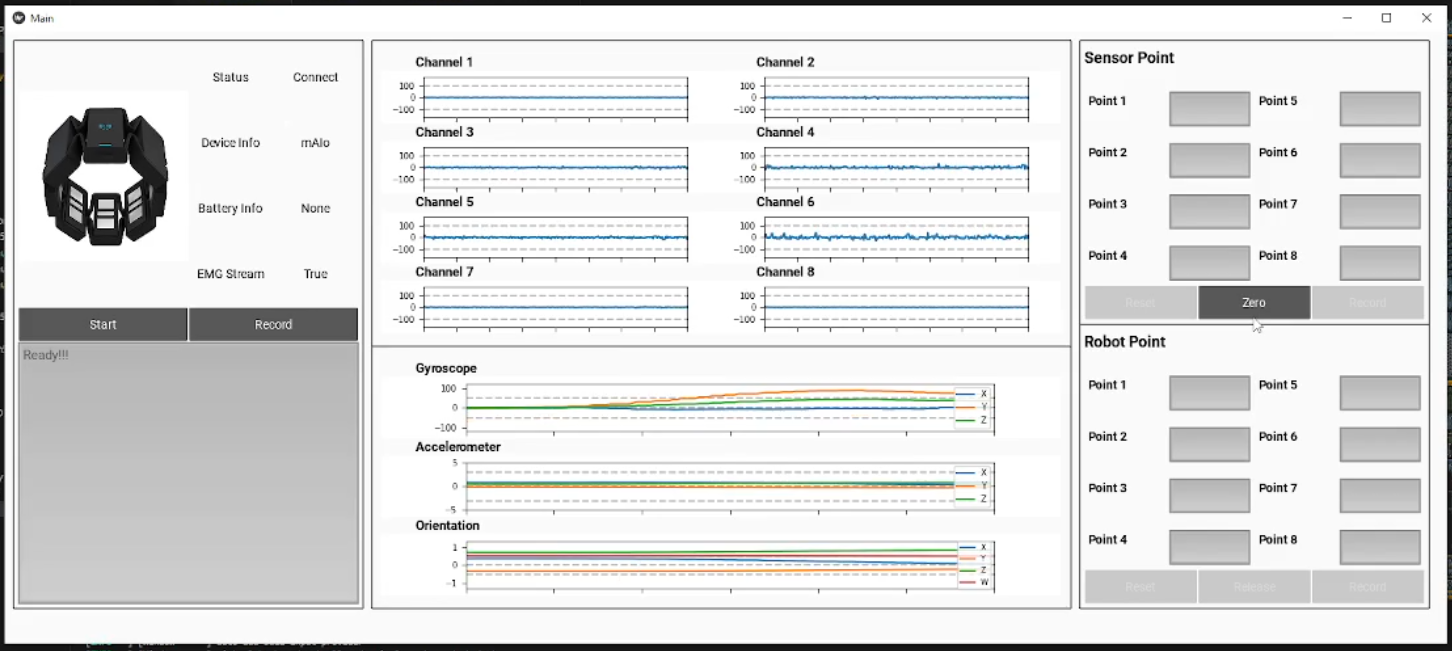 Main
Status Connect
Device Info mAlo
Battery Info None
EMG Stream True
Start Record
Ready!!!
Channel 1
100
0
−100
Channel 2
100
0
−100
Channel 3
100
0
−100
Channel 4
100
0
−100
Channel 5
100
0
−100
Channel 6
100
0
−100
Channel 7
100
0
−100
Channel 8
100
0
−100
Gyroscope
100
0
−100
X
Y
Z
Accelerometer
5
0
−5
X
Y
Z
Orientation
1
0
−1
X
Y
Z
W
Sensor Point
Point 1 Point 5
Point 2 Point 6
Point 3 Point 7
Point 4 Point 8
Reset Zero Record
Robot Point
Point 1 Point 5
Point 2 Point 6
Point 3 Point 7
Point 4 Point 8
Reset Release Record